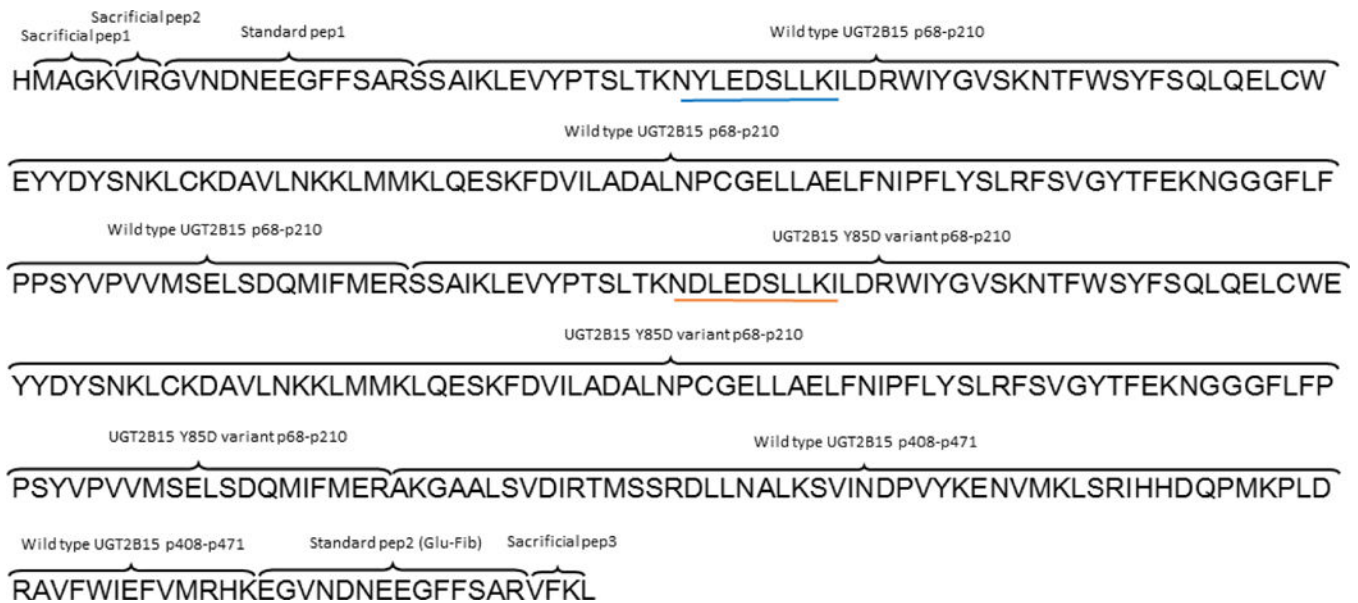 Sacrificial pep1 Sacrificial pep2 Standard pep1 Wild type UGT2B15 p68-p210
HMAGKVIRGVNDNEEGFFSARSSAIKLEVYPTSLTKNYLEDSLLKILDRWIYGVSKNTFWSYFSQLQELCW
Wild type UGT2B15 p68-p210
EYYDYSNKLCKDAVLNKKLMMKLQESKFDVILADALNPCGELLAELFNIPFLYSLRFSVGYTFEKNGGGFLF
Wild type UGT2B15 p68-p210 UGT2B15 Y85D variant p68-p210
PPSYVPVVMSELSDQMIFMERSSAIKLEVYPTSLTKNDLEDSLLKILDRWIYGVSKNTFWSYFSQLQELCWE
UGT2B15 Y85D variant p68-p210
YYDYSNKLCKDAVLNKKLMMKLQESKFDVILADALNPCGELLAELFNIPFLYSLRFSVGYTFEKNGGGFLFP
UGT2B15 Y85D variant p68-p210 Wild type UGT2B15 p408-p471
PSYVPVVMSELSDQMIFMERAKGAALSVDIRTMSSRDLLNALKSVINDPVYKENVMKLSRIHHDQPMKPLD
Wild type UGT2B15 p408-p471 Standard pep2 (Glu-Fib) Sacrificial pep3
RAVFWIEFVMRHKEGVNDNEEGFFSARVFKL